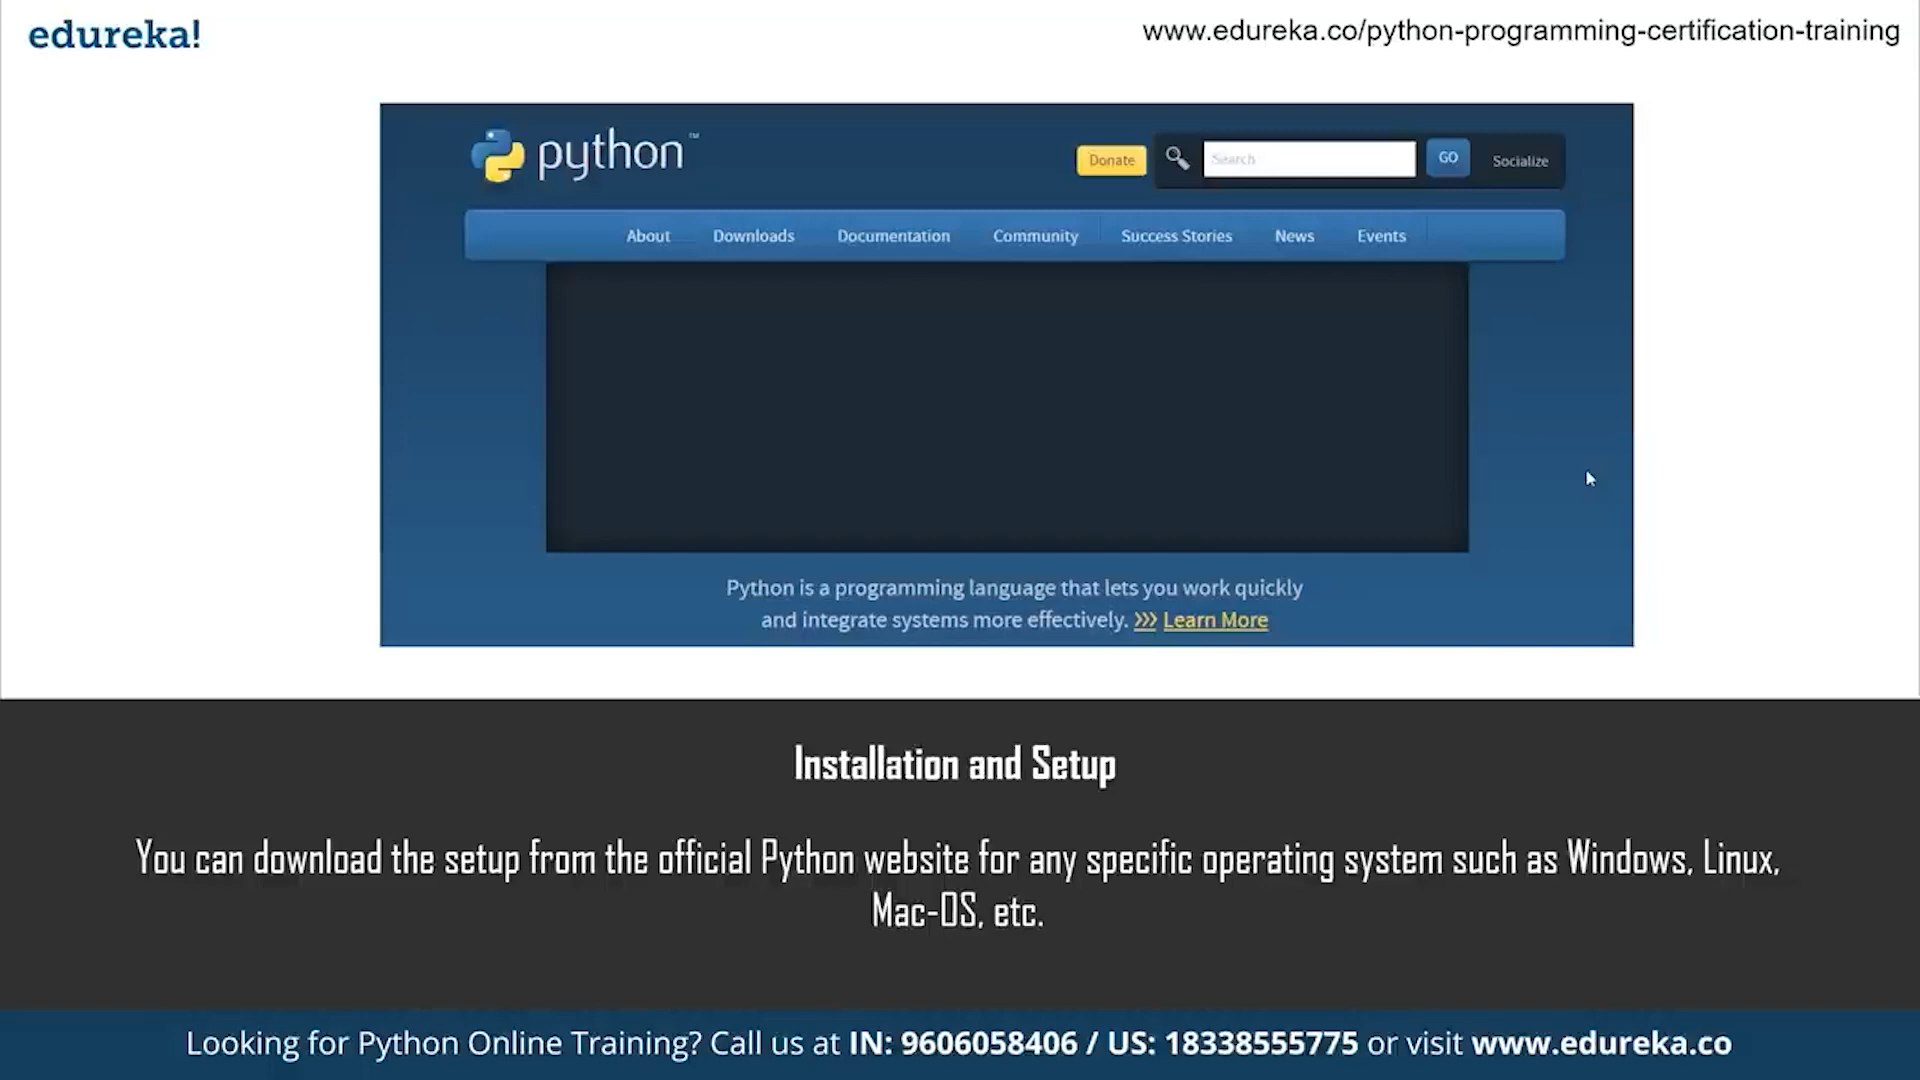 edureka!
www.edureka.co/python-programming-certification-training
python™
Donate
Search
GO
Socialize
About
Downloads
Documentation
Community
Success Stories
News
Events
Python is a programming language that lets you work quickly
and integrate systems more effectively. >>> Learn More
Installation and Setup
You can download the setup from the official Python website for any specific operating system such as Windows, Linux,
Mac-OS, etc.
Looking for Python Online Training? Call us at IN: 9606058406 / US: 18338555775 or visit www.edureka.co